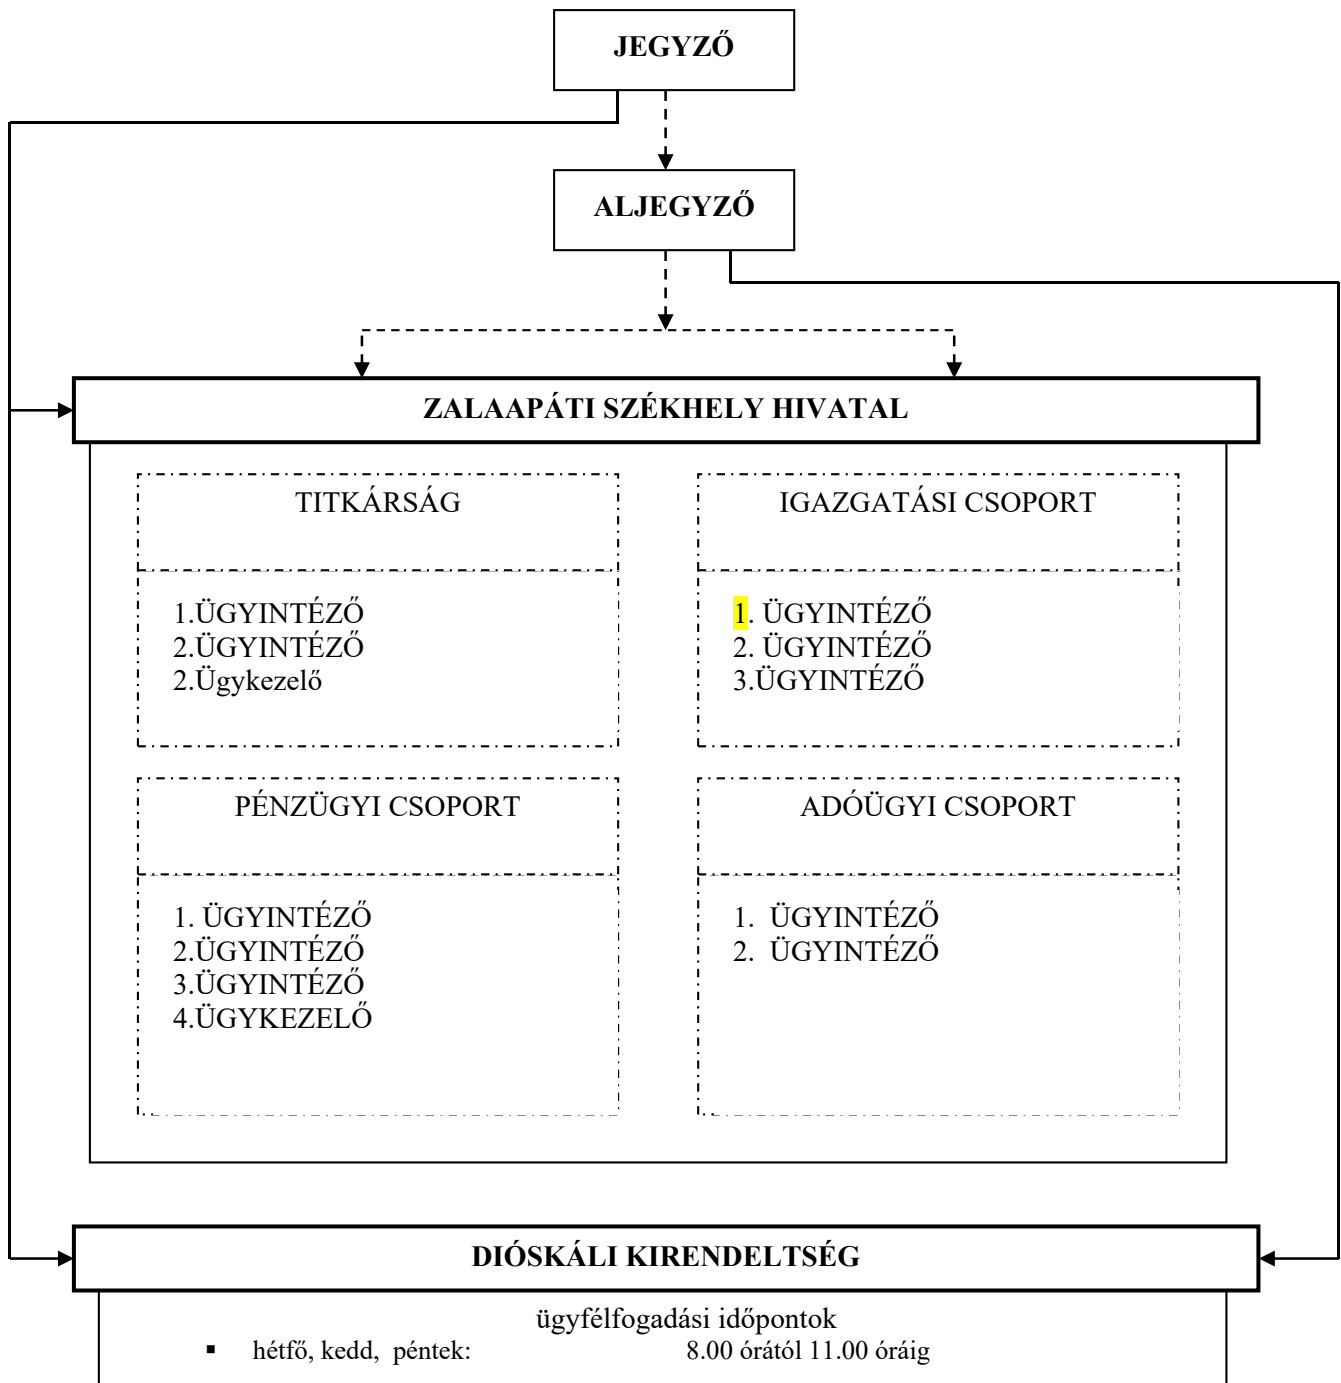 JEGYZŐ
ALJEGYZŐ
ZALAAPÁTI SZÉKHELY HIVATAL
TITKÁRSÁG
1.ÜGYINTÉZŐ
2.ÜGYINTÉZŐ
2.Ügykezelő
IGAZGATÁSI CSOPORT
1. ÜGYINTÉZŐ
2. ÜGYINTÉZŐ
3.ÜGYINTÉZŐ
PÉNZÜGYI CSOPORT
1. ÜGYINTÉZŐ
2.ÜGYINTÉZŐ
3.ÜGYINTÉZŐ
4.ÜGYKEZELŐ
ADÓÜGYI CSOPORT
1. ÜGYINTÉZŐ
2. ÜGYINTÉZŐ
DIÓSKÁLI KIRENDELTSÉG
ügyfélfogadási időpontok
▪ hétfő, kedd, péntek: 8.00 órától 11.00 óráig